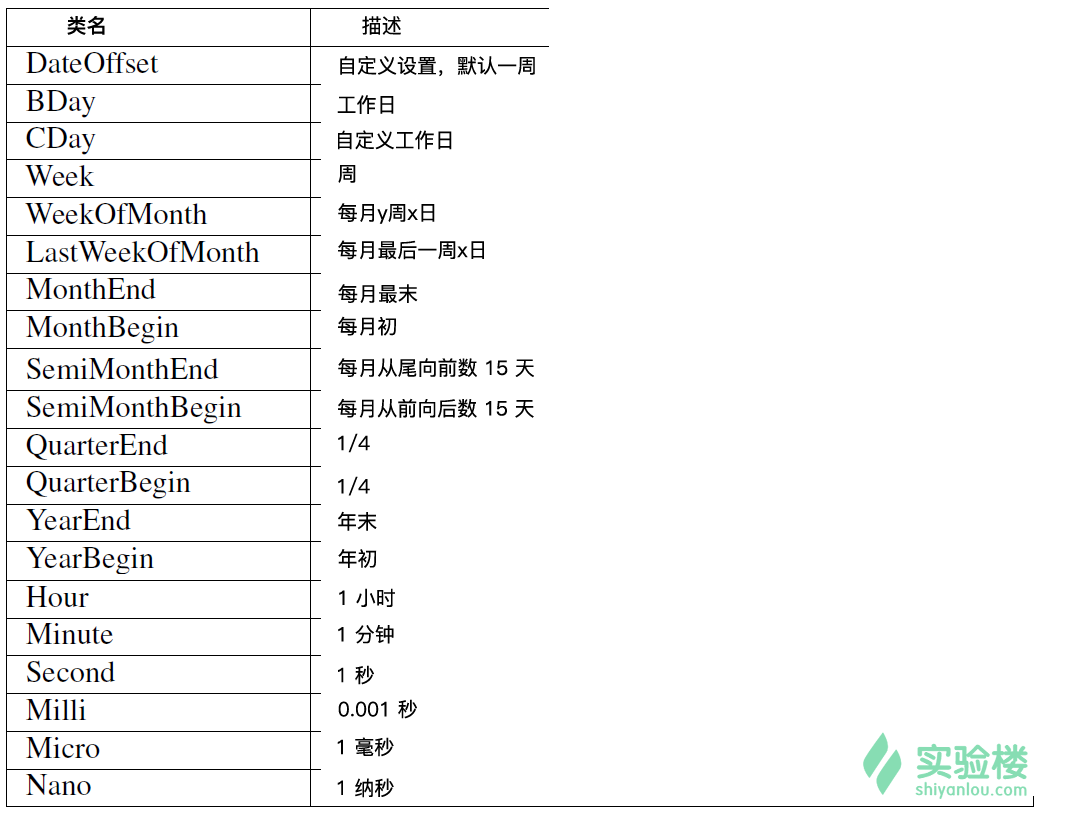 类名 描述
DateOffset 自定义设置，默认一周
BDay 工作日
CDay 自定义工作日
Week 周
WeekOfMonth 每月y周x日
LastWeekOfMonth 每月最后一周x日
MonthEnd 每月最末
MonthBegin 每月初
SemiMonthEnd 每月从尾向前数 15 天
SemiMonthBegin 每月从前向后数 15 天
QuarterEnd 1/4
QuarterBegin 1/4
YearEnd 年末
YearBegin 年初
Hour 1 小时
Minute 1 分钟
Second 1 秒
Milli 0.001 秒
Micro 1 毫秒
Nano 1 纳秒
实验楼
shiyanlou.com